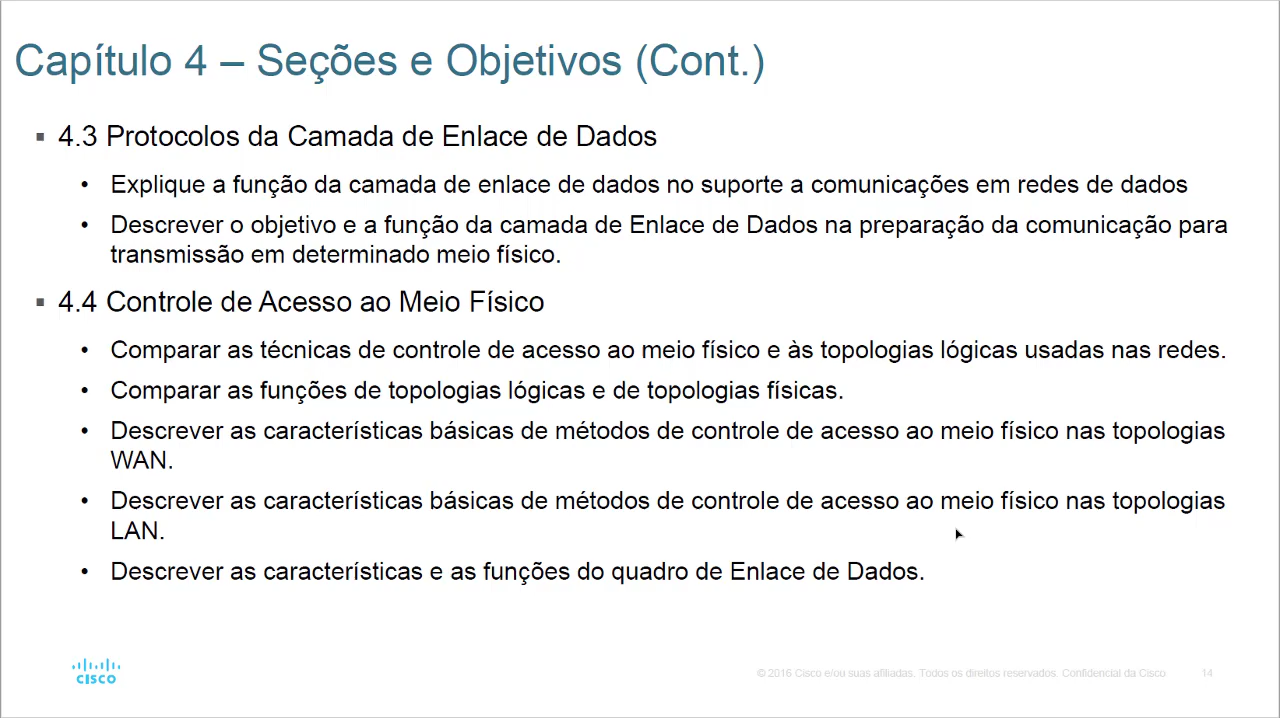 Capítulo 4 – Seções e Objetivos (Cont.)
▪ 4.3 Protocolos da Camada de Enlace de Dados
• Explique a função da camada de enlace de dados no suporte a comunicações em redes de dados
• Descrever o objetivo e a função da camada de Enlace de Dados na preparação da comunicação para
transmissão em determinado meio físico.
▪ 4.4 Controle de Acesso ao Meio Físico
• Comparar as técnicas de controle de acesso ao meio físico e às topologias lógicas usadas nas redes.
• Comparar as funções de topologias lógicas e de topologias físicas.
• Descrever as características básicas de métodos de controle de acesso ao meio físico nas topologias
WAN.
• Descrever as características básicas de métodos de controle de acesso ao meio físico nas topologias
LAN.
• Descrever as características e as funções do quadro de Enlace de Dados.
CISCO
© 2016 Cisco e/ou suas afiliadas. Todos os direitos reservados. Confidencial da Cisco 14